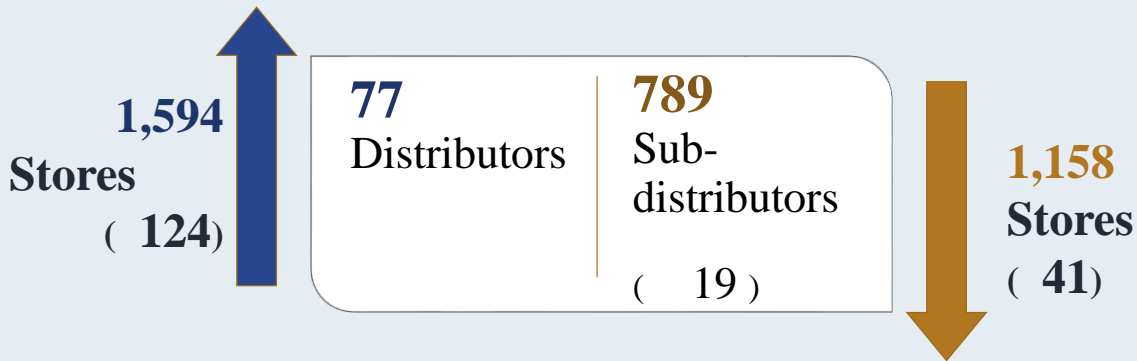 1,594
Stores
( 124)
77
Distributors
789
Sub-
distributors
( 19 )
1,158
Stores
( 41)